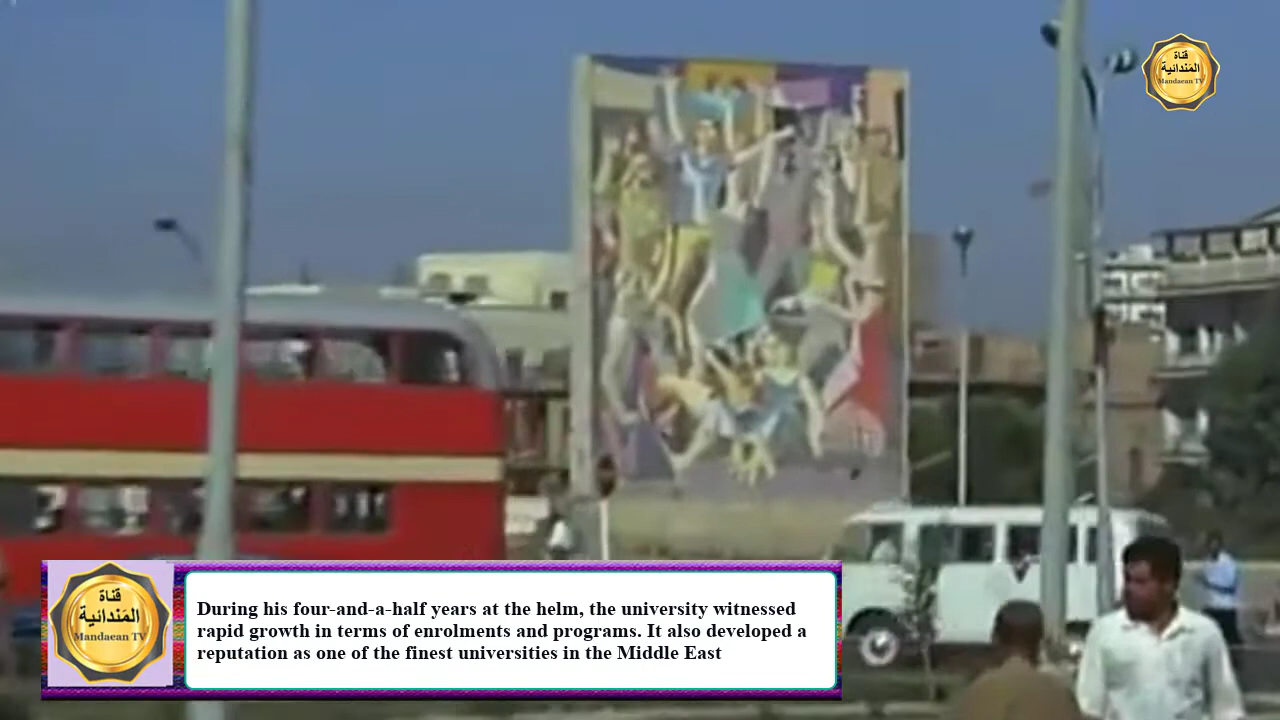 قناة
المندائية
Mandaean TV
قناة
المندائية
Mandaean TV
During his four-and-a-half years at the helm, the university witnessed
rapid growth in terms of enrolments and programs. It also developed a
reputation as one of the finest universities in the Middle East